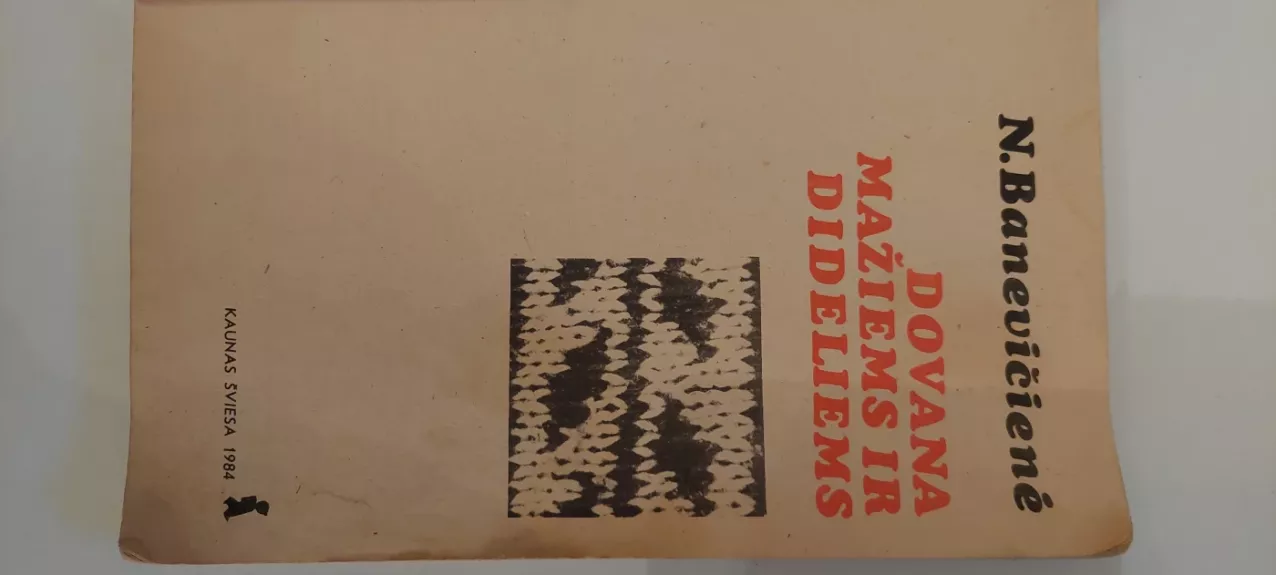 N. Banevičienė
DOVANA
MAŽIEMS IR
DIDELIEMS
KAUNAS ŠVIESA 1984